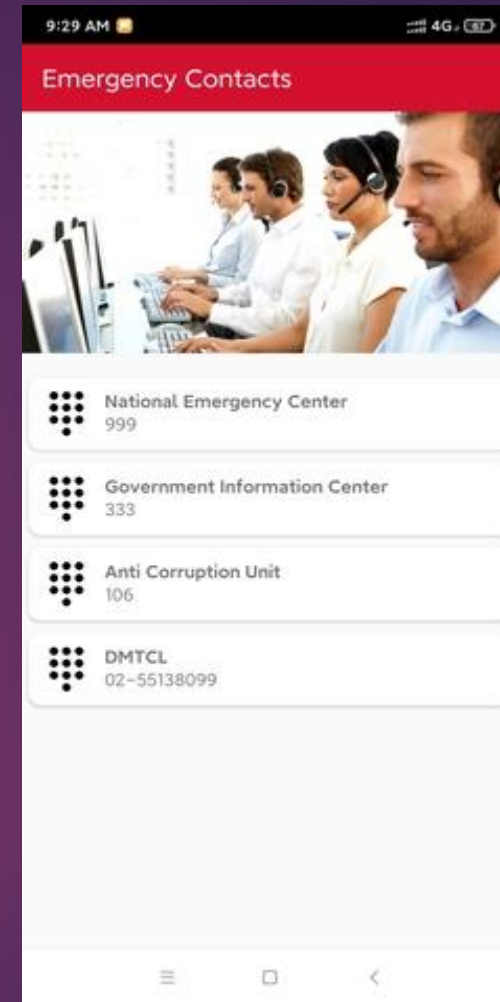 9:29 AM
4G 67
Emergency Contacts
National Emergency Center
999
Government Information Center
333
Anti Corruption Unit
106
DMTCL
02-55138099